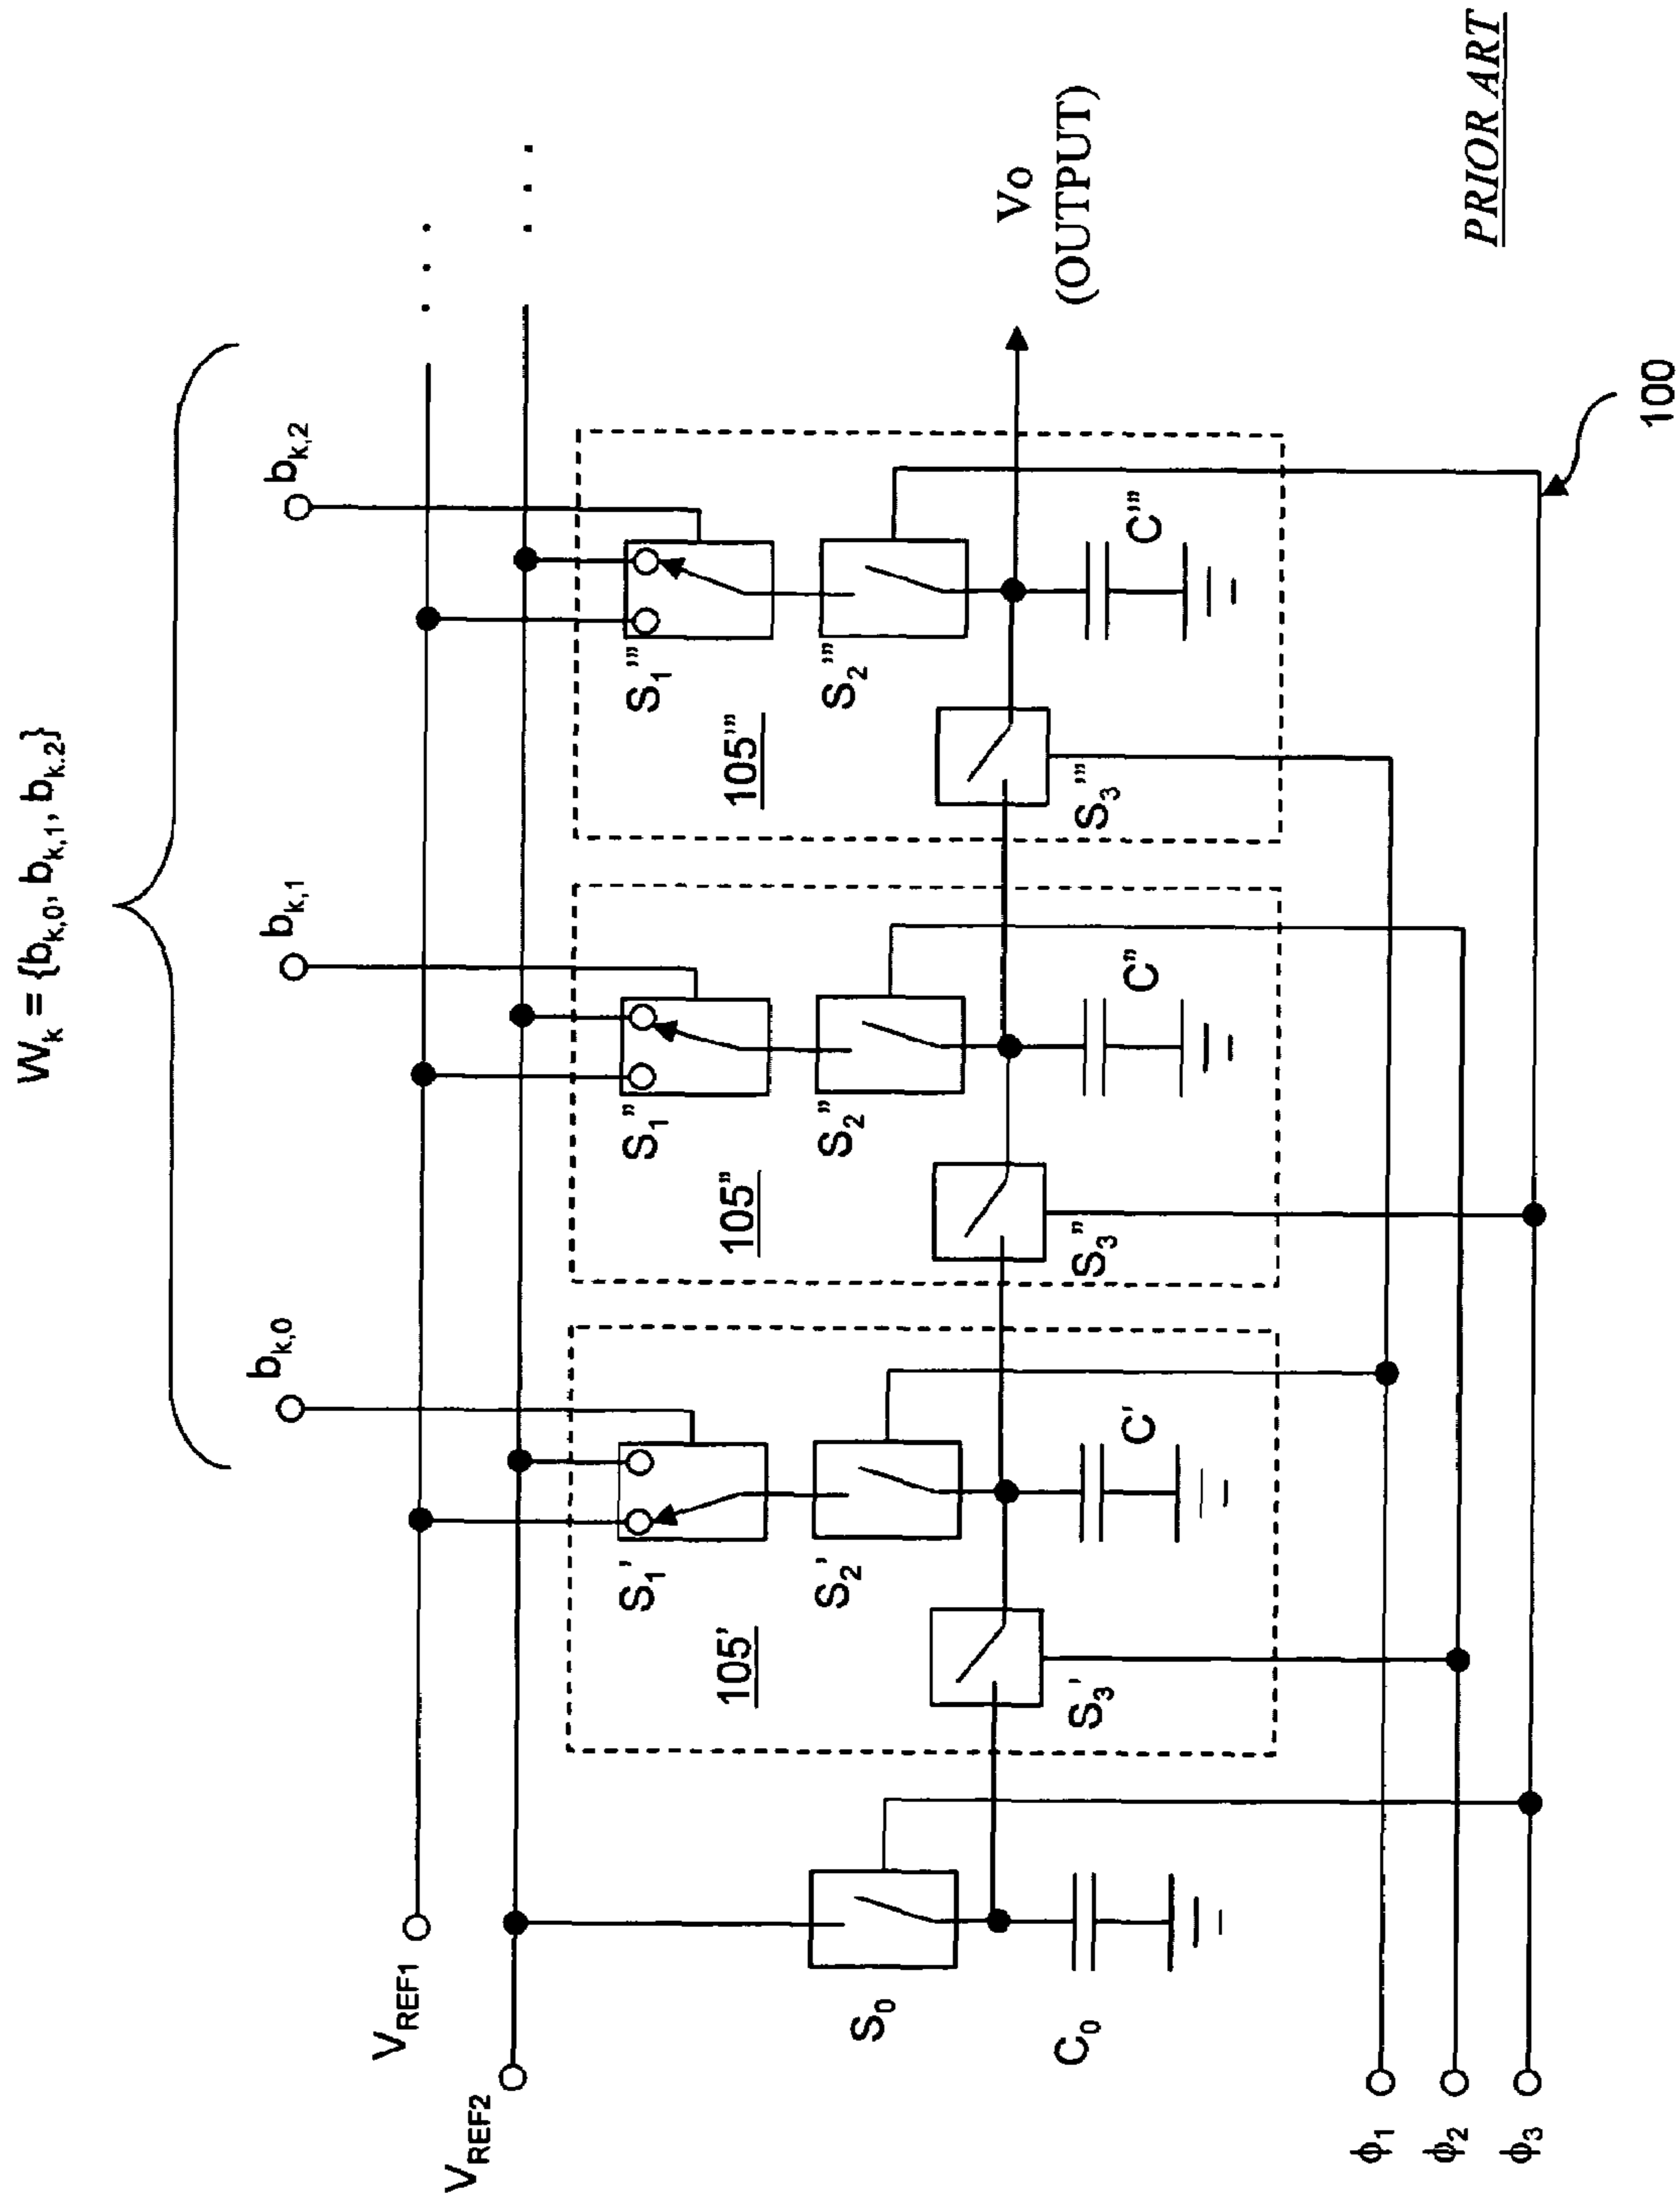 W_k = {b_k,0, b_k,1, b_k,2}
b_k,0
b_k,1
b_k,2
V_REF1
V_REF2
. . .
. . .
S_1'
S_1"
S_1'''
105'
105"
105'''
S_0
S_2'
S_2"
S_2'''
Vo
(OUTPUT)
S_3'
S_3"
S_3'''
C_0
C'
C"
C'''
ϕ_1
ϕ_2
ϕ_3
100
PRIOR ART